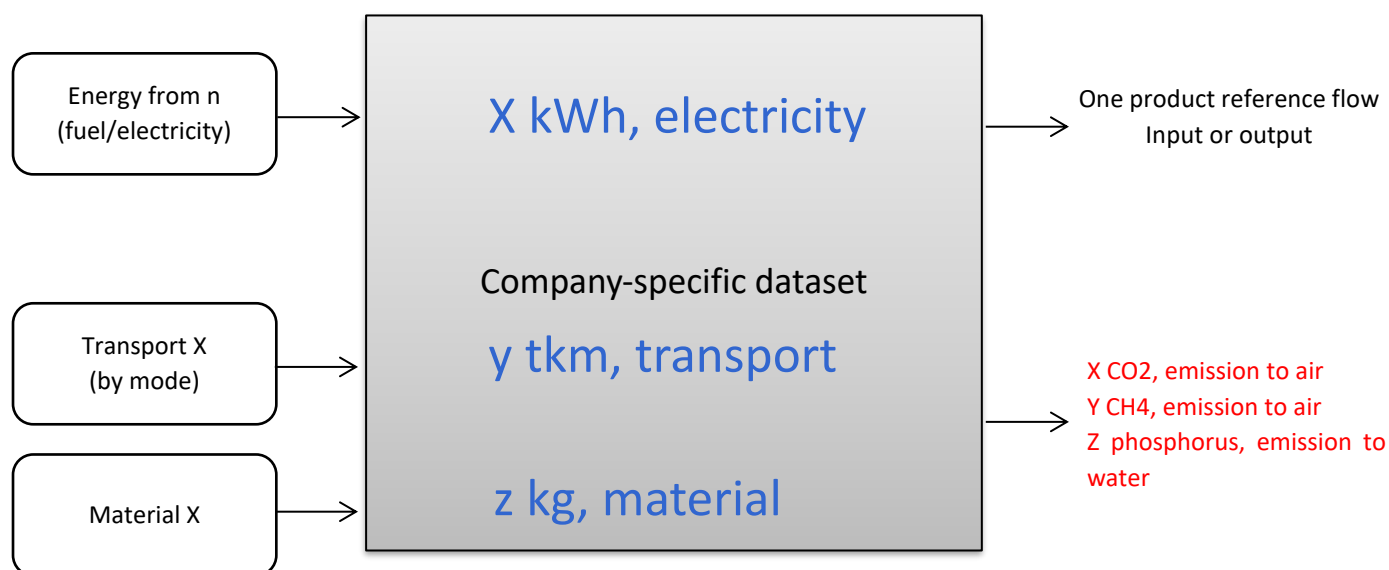 Energy from n
(fuel/electricity)
X kWh, electricity
One product reference flow
Input or output
Company-specific dataset
Transport X
(by mode)
y tkm, transport
X CO2, emission to air
Y CH4, emission to air
Z phosphorus, emission to
water
Material X
z kg, material